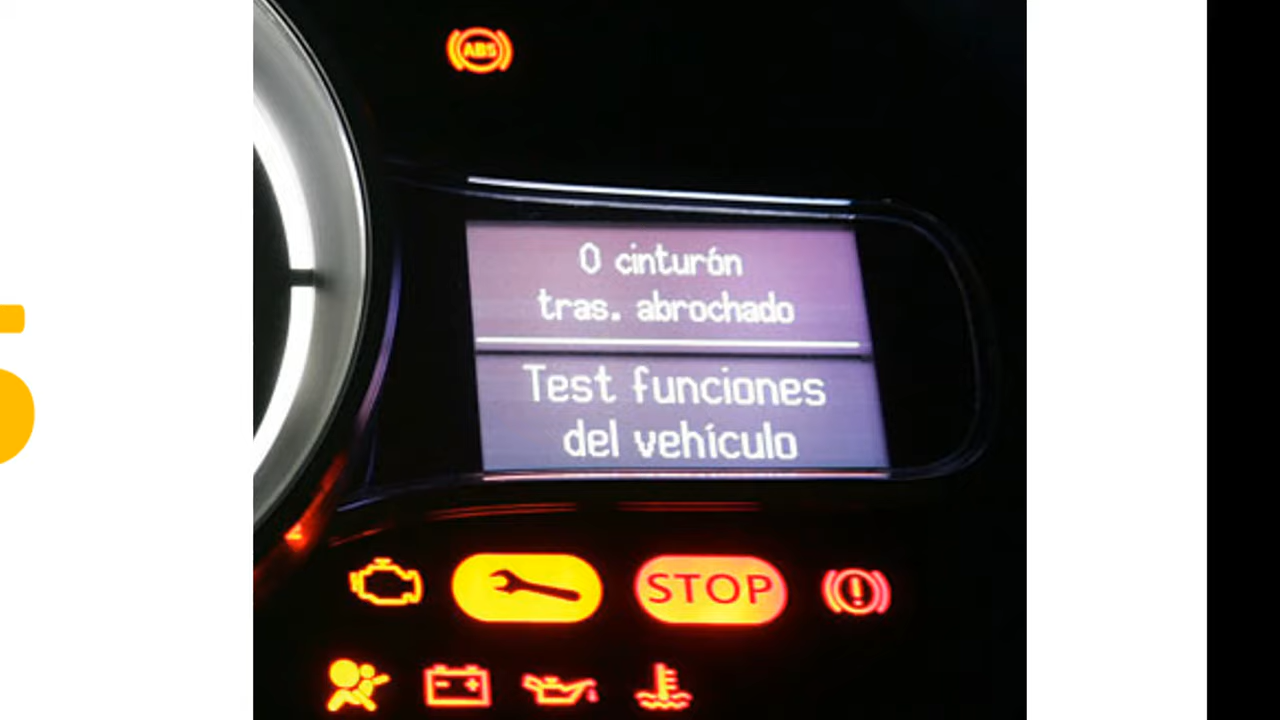 ABS
0 cinturón
tras. abrochado
Test funciones
del vehículo
STOP